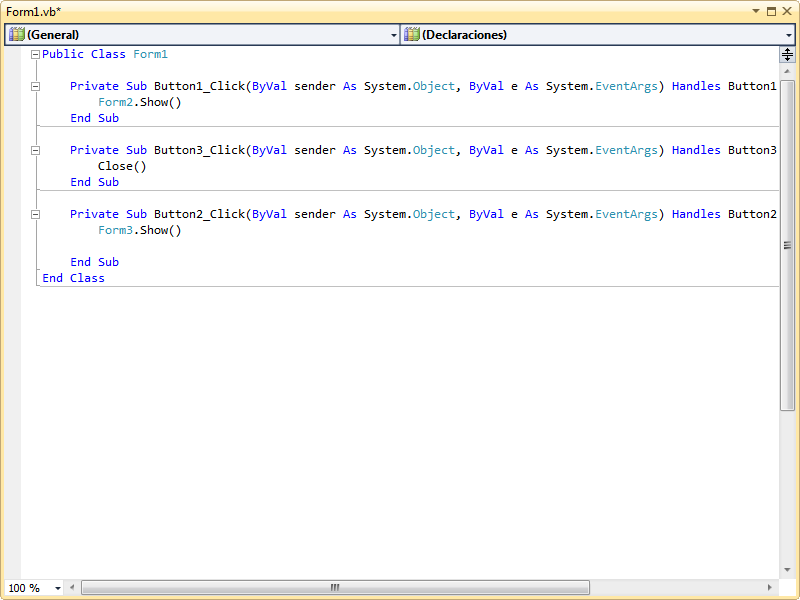 Form1.vb*
(General) (Declaraciones)
Public Class Form1
Private Sub Button1_Click(ByVal sender As System.Object, ByVal e As System.EventArgs) Handles Button1
Form2.Show()
End Sub
Private Sub Button3_Click(ByVal sender As System.Object, ByVal e As System.EventArgs) Handles Button3
Close()
End Sub
Private Sub Button2_Click(ByVal sender As System.Object, ByVal e As System.EventArgs) Handles Button2
Form3.Show()
End Sub
End Class
100 %